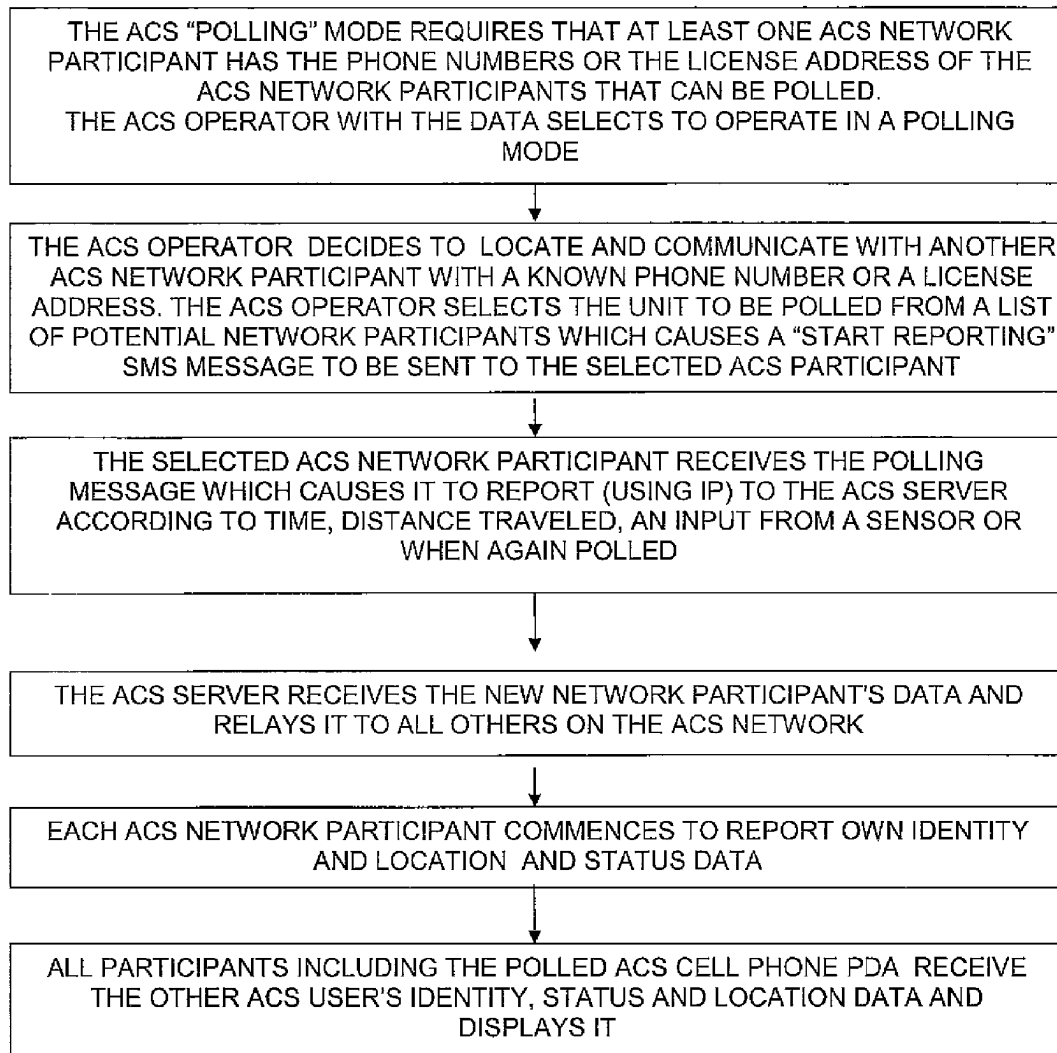 THE ACS “POLLING” MODE REQUIRES THAT AT LEAST ONE ACS NETWORK
PARTICIPANT HAS THE PHONE NUMBERS OR THE LICENSE ADDRESS OF THE
ACS NETWORK PARTICIPANTS THAT CAN BE POLLED.
THE ACS OPERATOR WITH THE DATA SELECTS TO OPERATE IN A POLLING
MODE
THE ACS OPERATOR DECIDES TO LOCATE AND COMMUNICATE WITH ANOTHER
ACS NETWORK PARTICIPANT WITH A KNOWN PHONE NUMBER OR A LICENSE
ADDRESS. THE ACS OPERATOR SELECTS THE UNIT TO BE POLLED FROM A LIST
OF POTENTIAL NETWORK PARTICIPANTS WHICH CAUSES A “START REPORTING”
SMS MESSAGE TO BE SENT TO THE SELECTED ACS PARTICIPANT
THE SELECTED ACS NETWORK PARTICIPANT RECEIVES THE POLLING
MESSAGE WHICH CAUSES IT TO REPORT (USING IP) TO THE ACS SERVER
ACCORDING TO TIME, DISTANCE TRAVELED, AN INPUT FROM A SENSOR OR
WHEN AGAIN POLLED
THE ACS SERVER RECEIVES THE NEW NETWORK PARTICIPANT'S DATA AND
RELAYS IT TO ALL OTHERS ON THE ACS NETWORK
EACH ACS NETWORK PARTICIPANT COMMENCES TO REPORT OWN IDENTITY
AND LOCATION AND STATUS DATA
ALL PARTICIPANTS INCLUDING THE POLLED ACS CELL PHONE PDA RECEIVE
THE OTHER ACS USER'S IDENTITY, STATUS AND LOCATION DATA AND
DISPLAYS IT